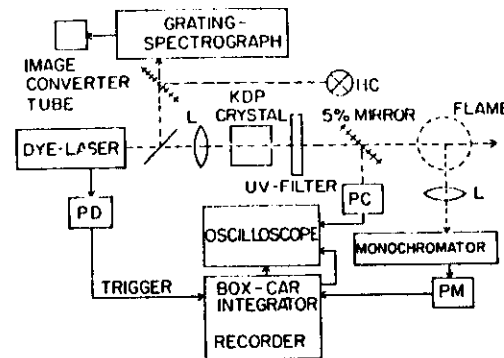 GRATING-
SPECTROGRAPH
IMAGE
CONVERTER
TUBE
HC
L
KDP
CRYSTAL
5% MIRROR
FLAME
DYE-LASER
UV-FILTER
L
PD
PC
OSCILLOSCOPE
MONOCHROMATOR
TRIGGER
BOX-CAR
INTEGRATOR
RECORDER
PM